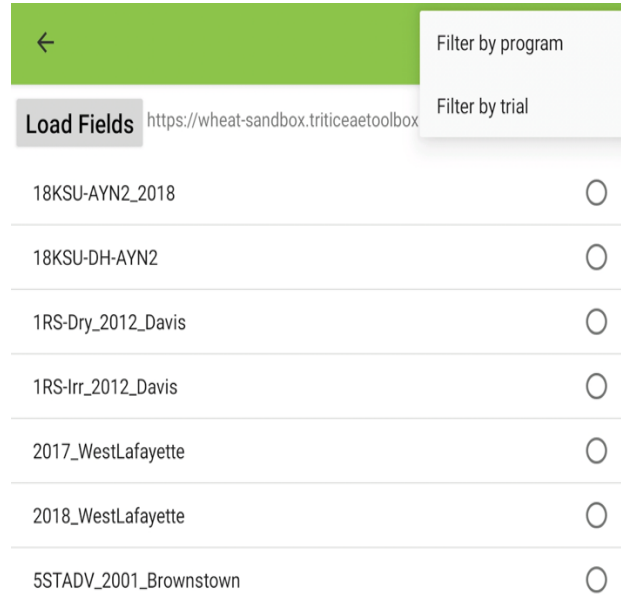 Filter by program
Filter by trial
Load Fields https://wheat-sandbox.triticeaetoolbox
18KSU-AYN2_2018
18KSU-DH-AYN2
1RS-Dry_2012_Davis
1RS-Irr_2012_Davis
2017_WestLafayette
2018_WestLafayette
5STADV_2001_Brownstown